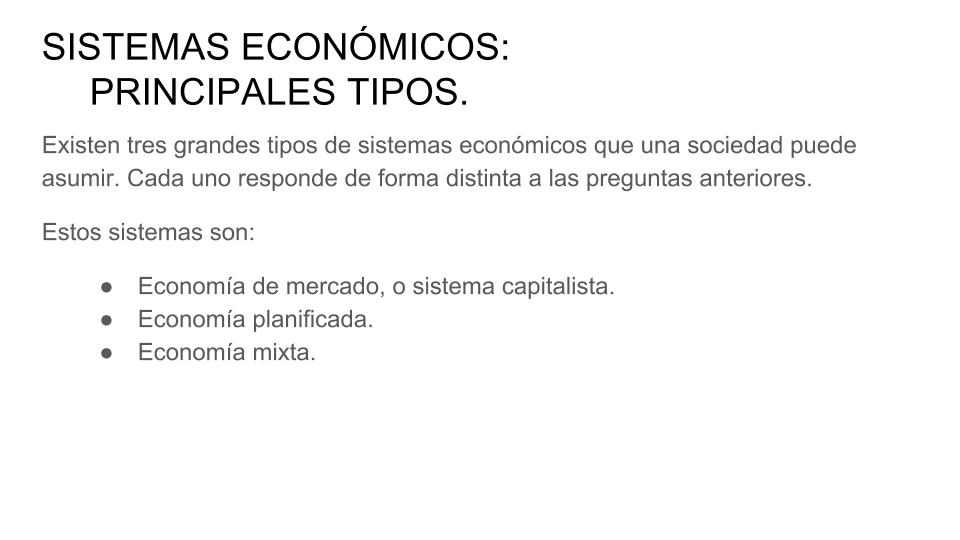 SISTEMAS ECONÓMICOS:
PRINCIPALES TIPOS.
Existen tres grandes tipos de sistemas económicos que una sociedad puede
asumir. Cada uno responde de forma distinta a las preguntas anteriores.
Estos sistemas son:
● Economía de mercado, o sistema capitalista.
● Economía planificada.
● Economía mixta.